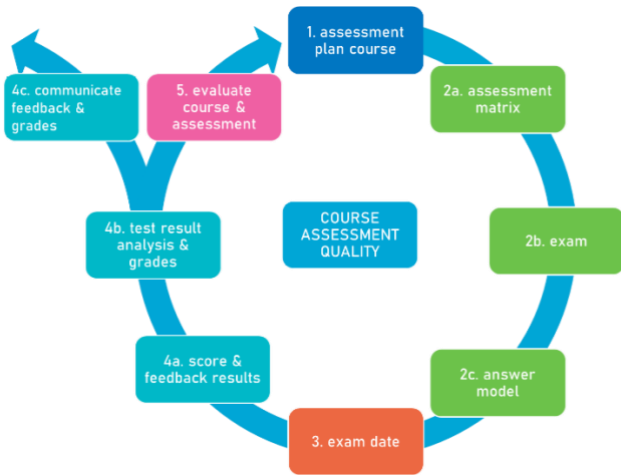 1. assessment
plan course
2a. assessment
matrix
2b. exam
2c. answer
model
3. exam date
4a. score &
feedback results
4b. test result
analysis &
grades
4c. communicate
feedback &
grades
5. evaluate
course &
assessment
COURSE
ASSESSMENT
QUALITY